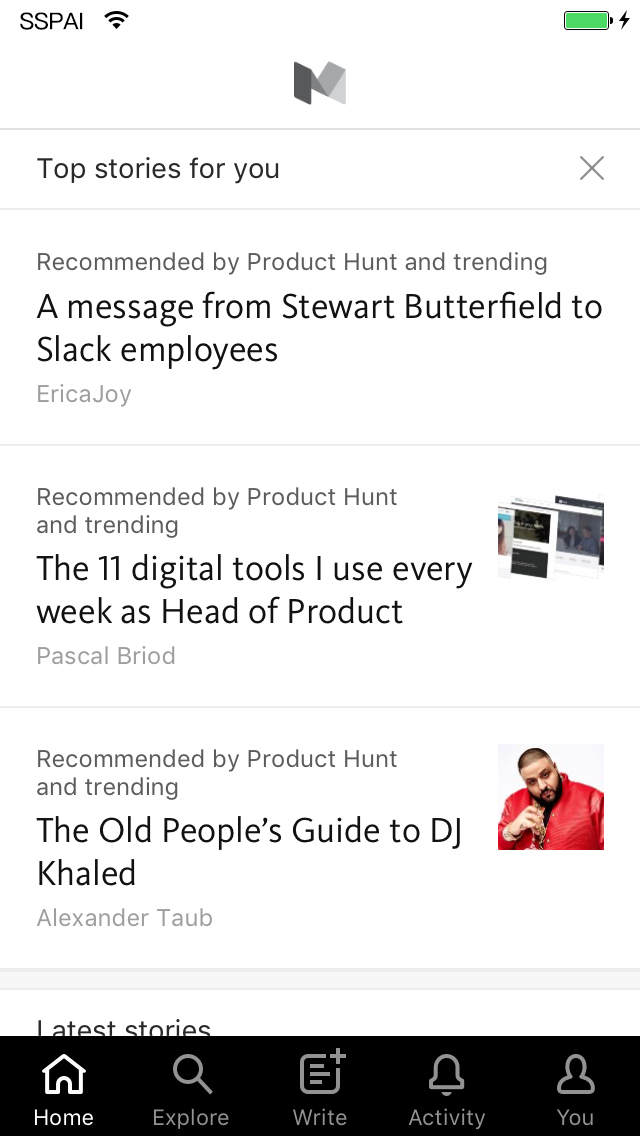 SSPAI
Top stories for you
Recommended by Product Hunt and trending
A message from Stewart Butterfield to
Slack employees
EricaJoy
Recommended by Product Hunt
and trending
The 11 digital tools I use every
week as Head of Product
Pascal Briod
Recommended by Product Hunt
and trending
The Old People’s Guide to DJ
Khaled
Alexander Taub
Latest stories
Home Explore Write Activity You